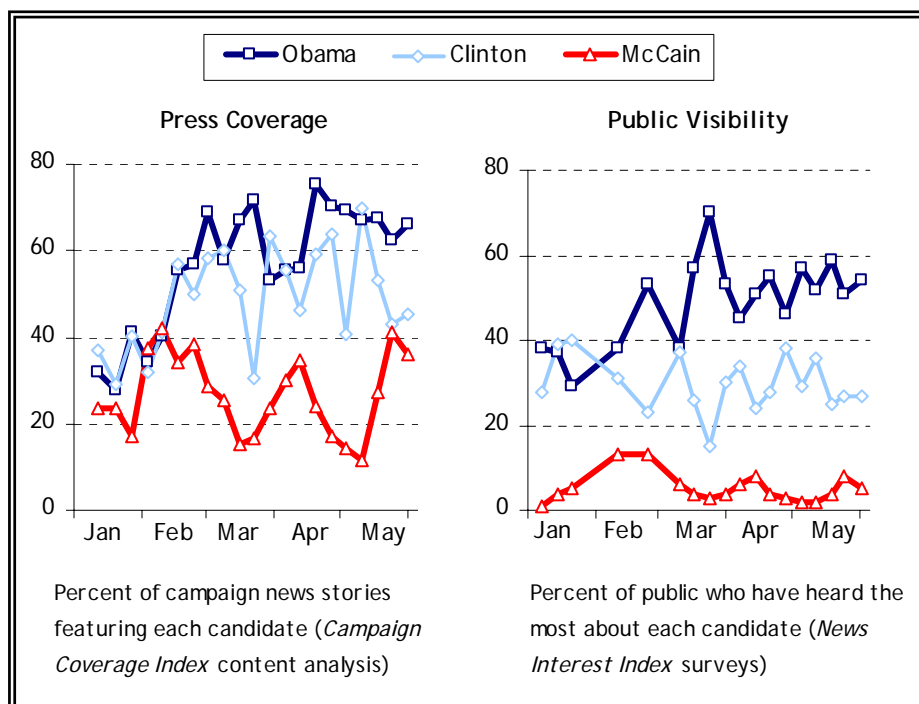 Obama Clinton McCain
Press Coverage
80
60
40
20
0
Jan Feb Mar Apr May
Percent of campaign news stories
featuring each candidate (Campaign
Coverage Index content analysis)
Public Visibility
80
60
40
20
0
Jan Feb Mar Apr May
Percent of public who have heard the
most about each candidate (News
Interest Index surveys)